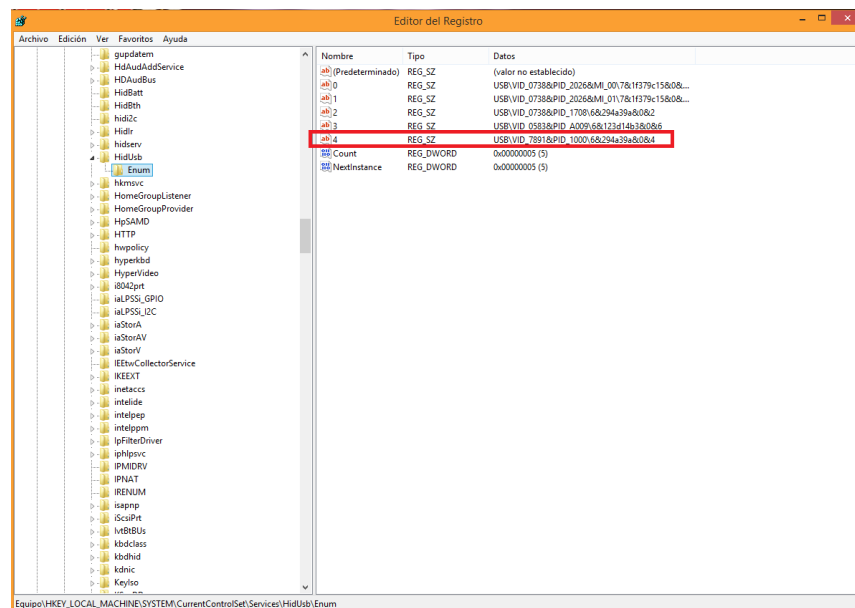 Editor del Registro
Archivo Edición Ver Favoritos Ayuda
gupdatem
HdAudAddService
HDAudBus
HidBatt
HidBth
hidi2c
HidIr
hidserv
HidUsb
Enum
hkmsvc
HomeGroupListener
HomeGroupProvider
HpSAMD
HTTP
hwpolicy
hyperkbd
HyperVideo
i8042prt
iaLPSSi_GPIO
iaLPSSi_I2C
iaStorA
iaStorAV
iaStorV
IEEtwCollectorService
IKEEXT
inetaccs
intelide
intelpep
intelppm
IpFilterDriver
iphlpsvc
IPMIDRV
IPNAT
IRENUM
isapnp
iScsiPrt
IvtBtBUs
kbdclass
kbdhid
kdnic
KeyIso
Nombre Tipo Datos
(Predeterminado) REG_SZ (valor no establecido)
0 REG_SZ USB\VID_0738&PID_2026&MI_00\7&1f379c15&0&...
1 REG_SZ USB\VID_0738&PID_2026&MI_01\7&1f379c15&0&...
2 REG_SZ USB\VID_0738&PID_1708\6&294a39a&0&2
3 REG_SZ USB\VID_0583&PID_A009\6&123d14b3&0&6
4 REG_SZ USB\VID_7891&PID_1000\6&294a39a&0&4
Count REG_DWORD 0x00000005 (5)
NextInstance REG_DWORD 0x00000005 (5)
Equipo\HKEY_LOCAL_MACHINE\SYSTEM\CurrentControlSet\Services\HidUsb\Enum